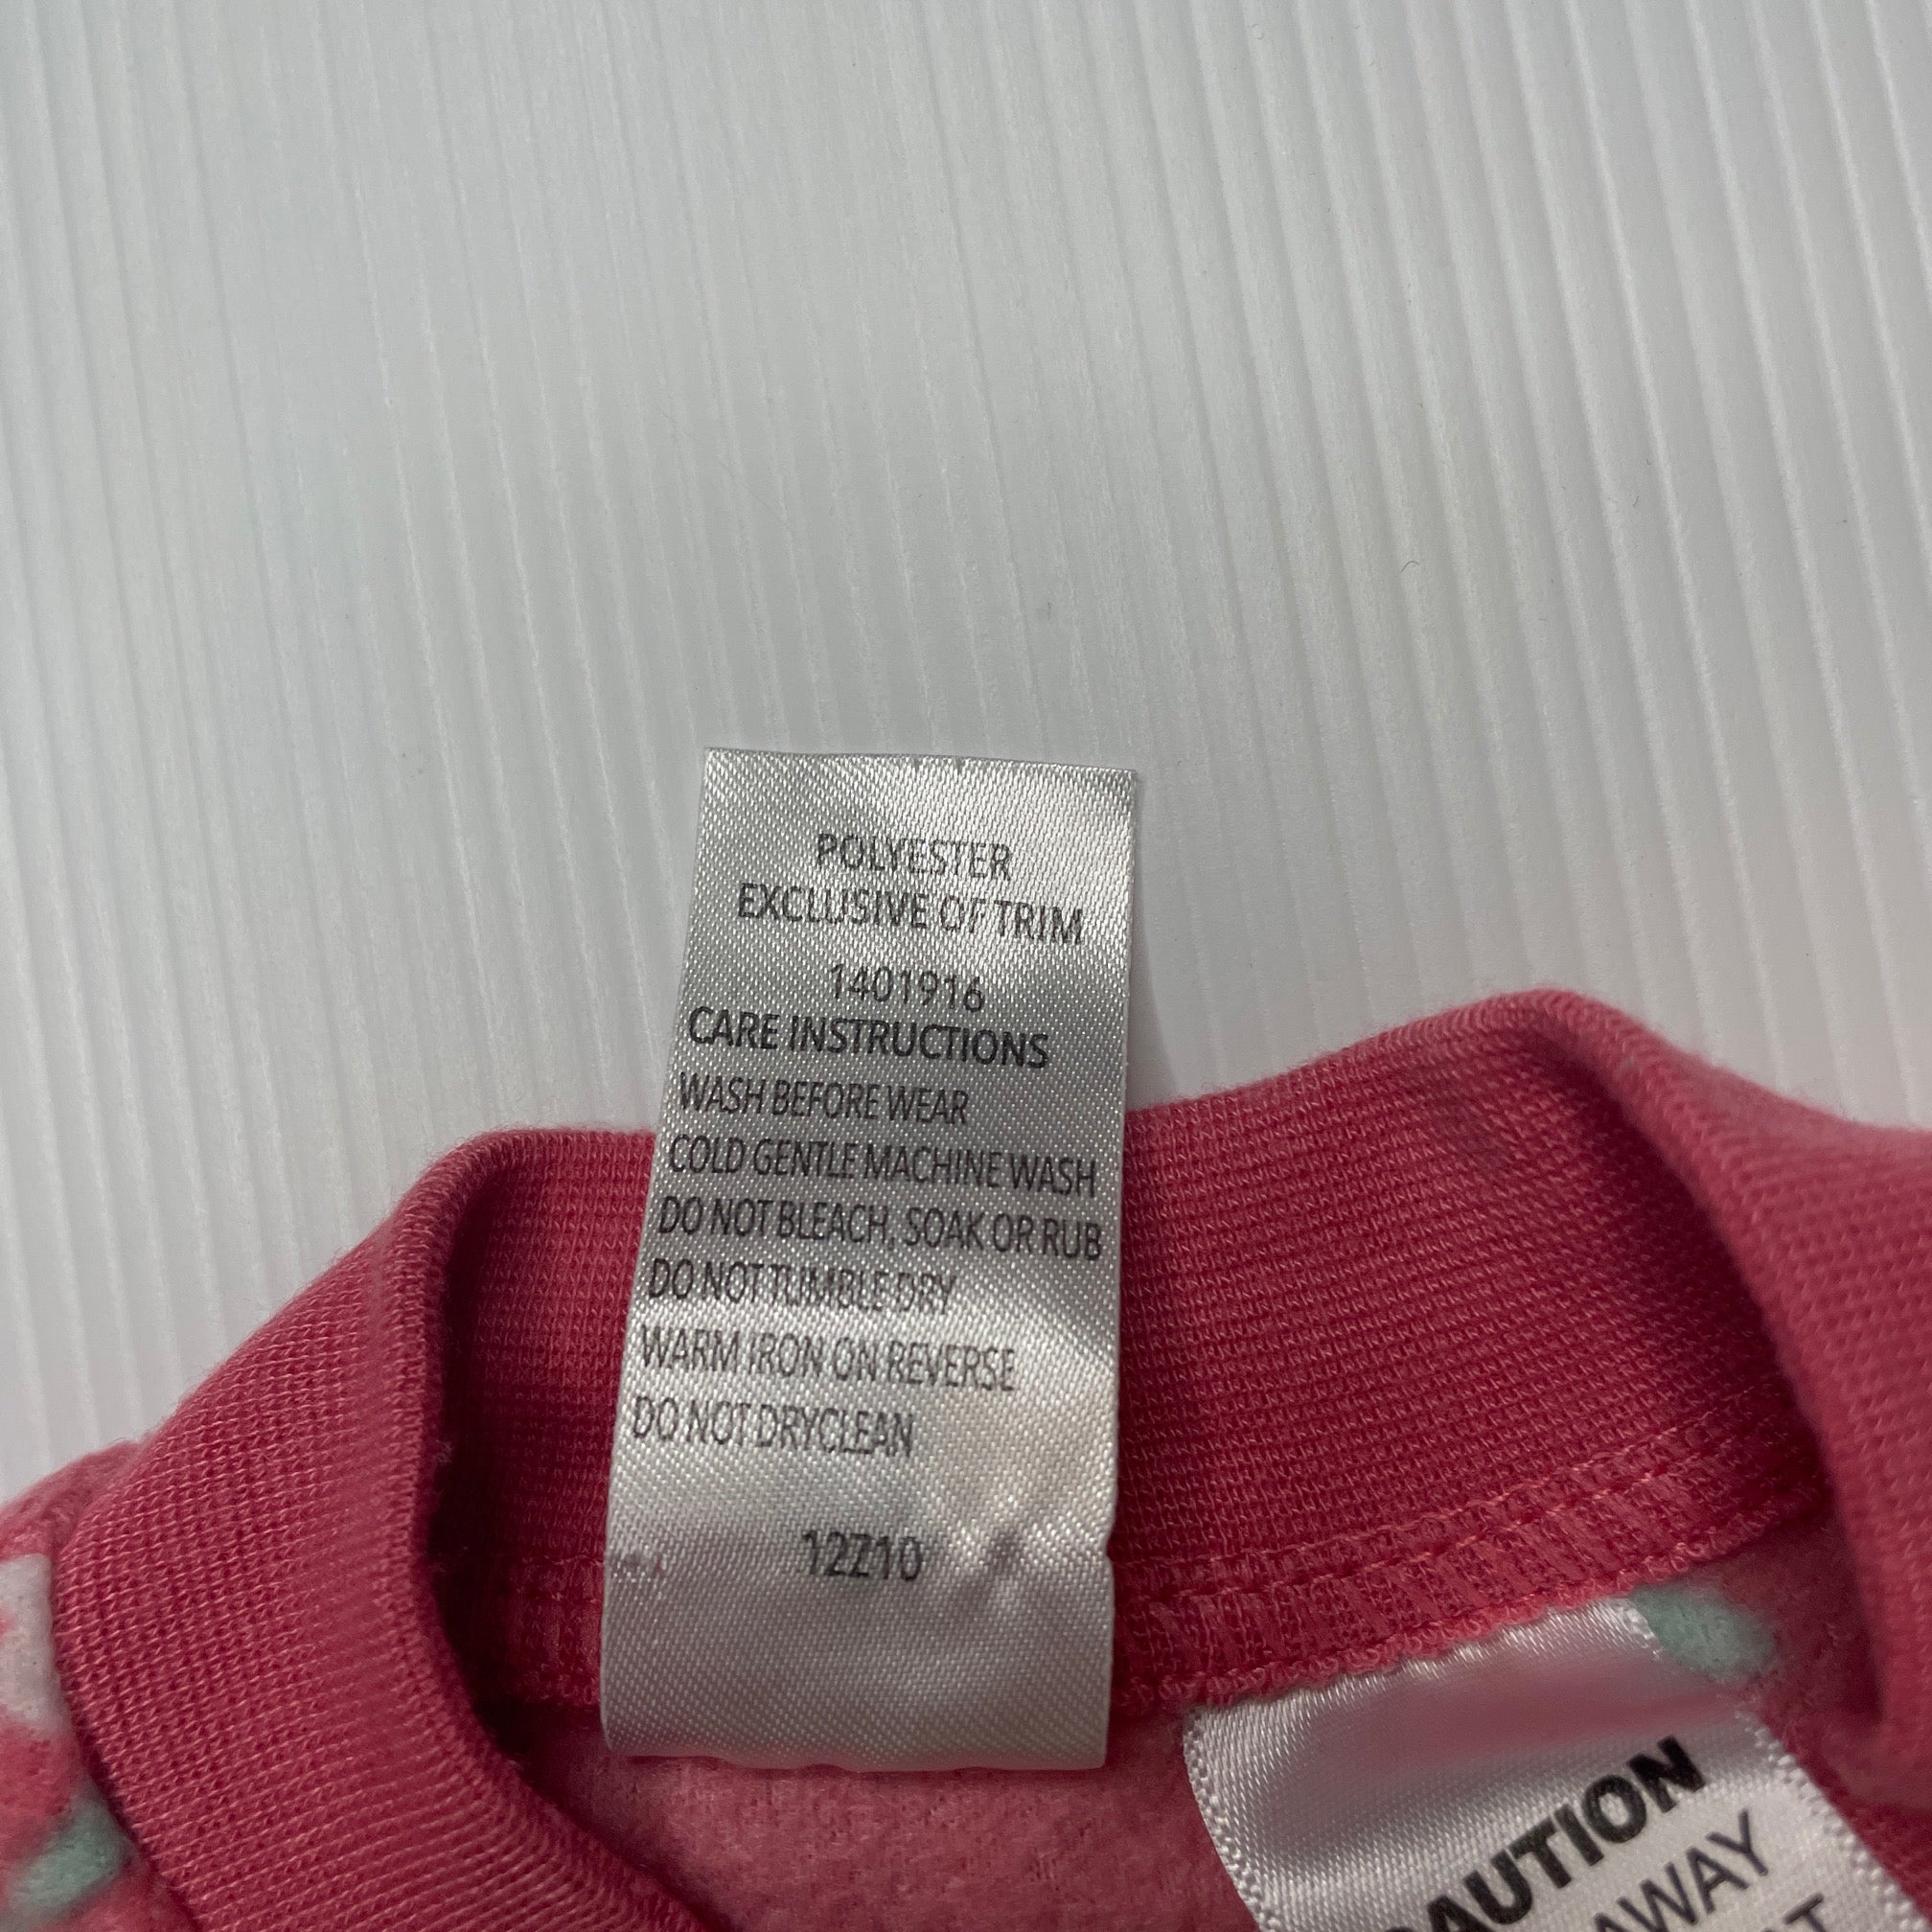 POLYESTER
EXCLUSIVE OF TRIM
1401916
CARE INSTRUCTIONS
WASH BEFORE WEAR
COLD GENTLE MACHINE WASH
DO NOT BLEACH, SOAK OR RUB
DO NOT TUMBLE DRY
WARM IRON ON REVERSE
DO NOT DRYCLEAN
12Z10
AUTION
AWAY